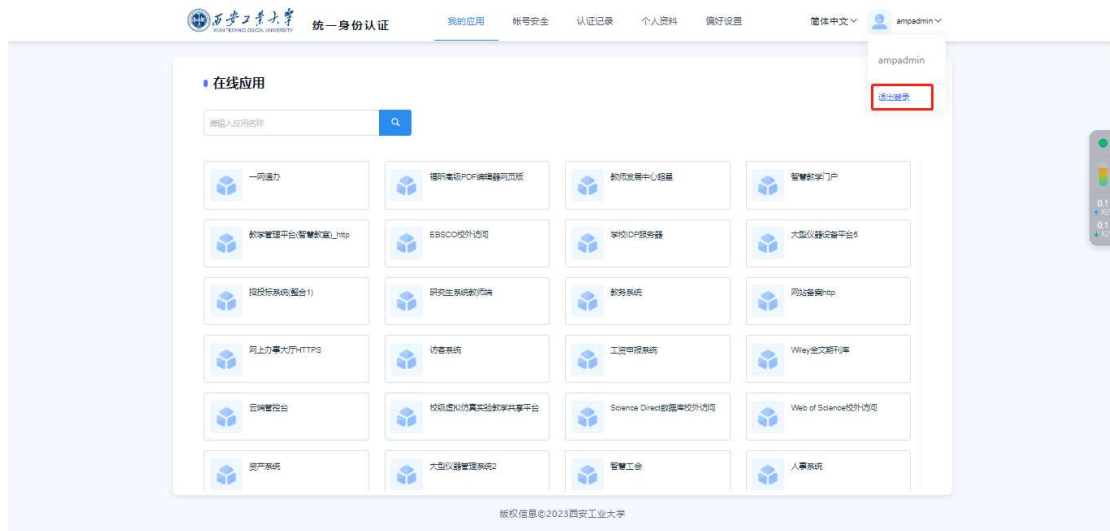 西安工业大学
XI'AN TECHNOLOGICAL UNIVERSITY
统一身份认证
我的应用 帐号安全 认证记录 个人资料 偏好设置
简体中文 ampadmin
ampadmin
退出登录
在线应用
请输入应用名称
一网通办 福昕高级PDF编辑器网页版 教师发展中心超星 智慧教学门户
教学管理平台(智慧教室)_http EBSCO校外访问 学校IDP服务器 大型仪器设备平台5
招投标系统(整合1) 研究生系统教师端 教务系统 网站备案http
网上办事大厅HTTPS 访客系统 工资申报系统 Wiley全文期刊库
云端管控台 校级虚拟仿真实验教学共享平台 Science Direct数据库校外访问 Web of Science校外访问
资产系统 大型仪器管理系统2 智慧工会 人事系统
版权信息©2023西安工业大学
0.1
0.1